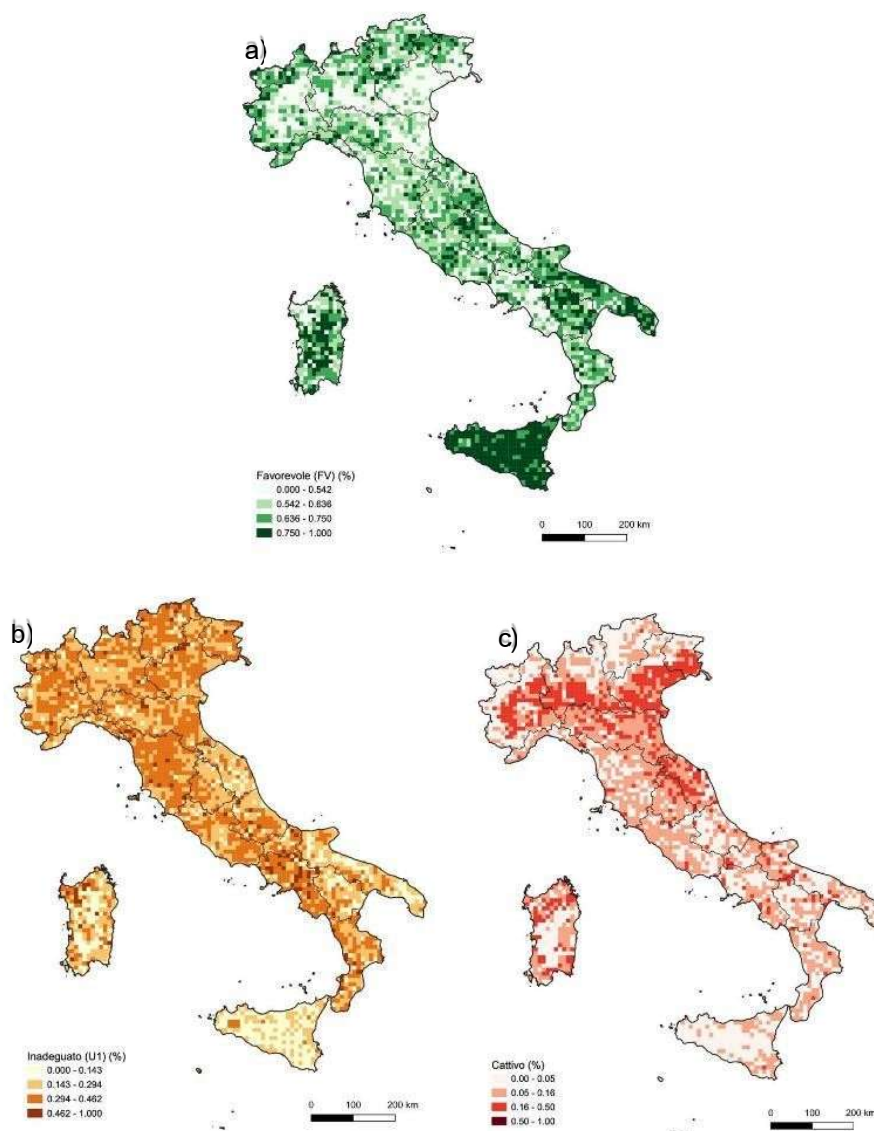 a)
Favorevole (FV) (%)
0.000 - 0.542
0.542 - 0.636
0.636 - 0.750
0.750 - 1.000
0 100 200 km
b)
Inadeguato (U1) (%)
0.000 - 0.143
0.143 - 0.294
0.294 - 0.462
0.462 - 1.000
0 100 200 km
c)
Cattivo (%)
0.00 - 0.05
0.05 - 0.16
0.16 - 0.50
0.50 - 1.00
0 100 200 km